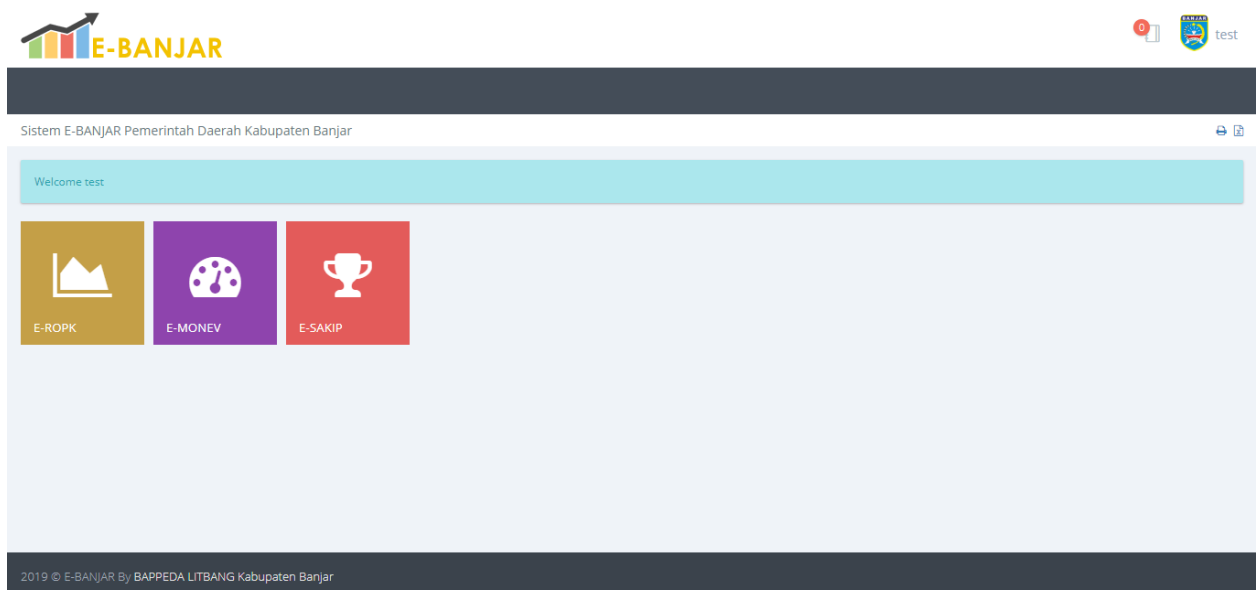 E-BANJAR
0
BANJAR
test
Sistem E-BANJAR Pemerintah Daerah Kabupaten Banjar
Welcome test
E-ROPK
E-MONEV
E-SAKIP
2019 © E-BANJAR By BAPPEDA LITBANG Kabupaten Banjar